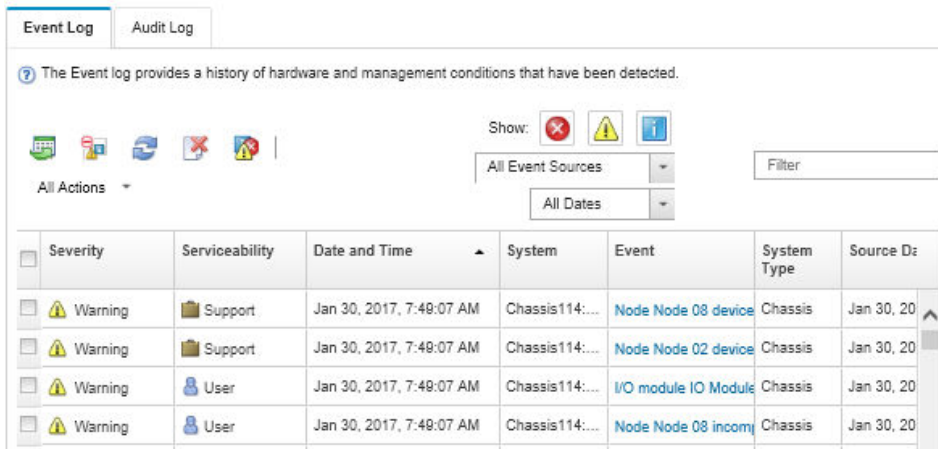 Event Log Audit Log
The Event log provides a history of hardware and management conditions that have been detected.
Show:
All Event Sources
Filter
All Actions
All Dates
Severity Serviceability Date and Time System Event System Type Source Da
Warning Support Jan 30, 2017, 7:49:07 AM Chassis114:... Node Node 08 device Chassis Jan 30, 20
Warning Support Jan 30, 2017, 7:49:07 AM Chassis114:... Node Node 02 device Chassis Jan 30, 20
Warning User Jan 30, 2017, 7:49:07 AM Chassis114:... I/O module IO Module Chassis Jan 30, 20
Warning User Jan 30, 2017, 7:49:07 AM Chassis114:... Node Node 08 incom Chassis Jan 30, 20